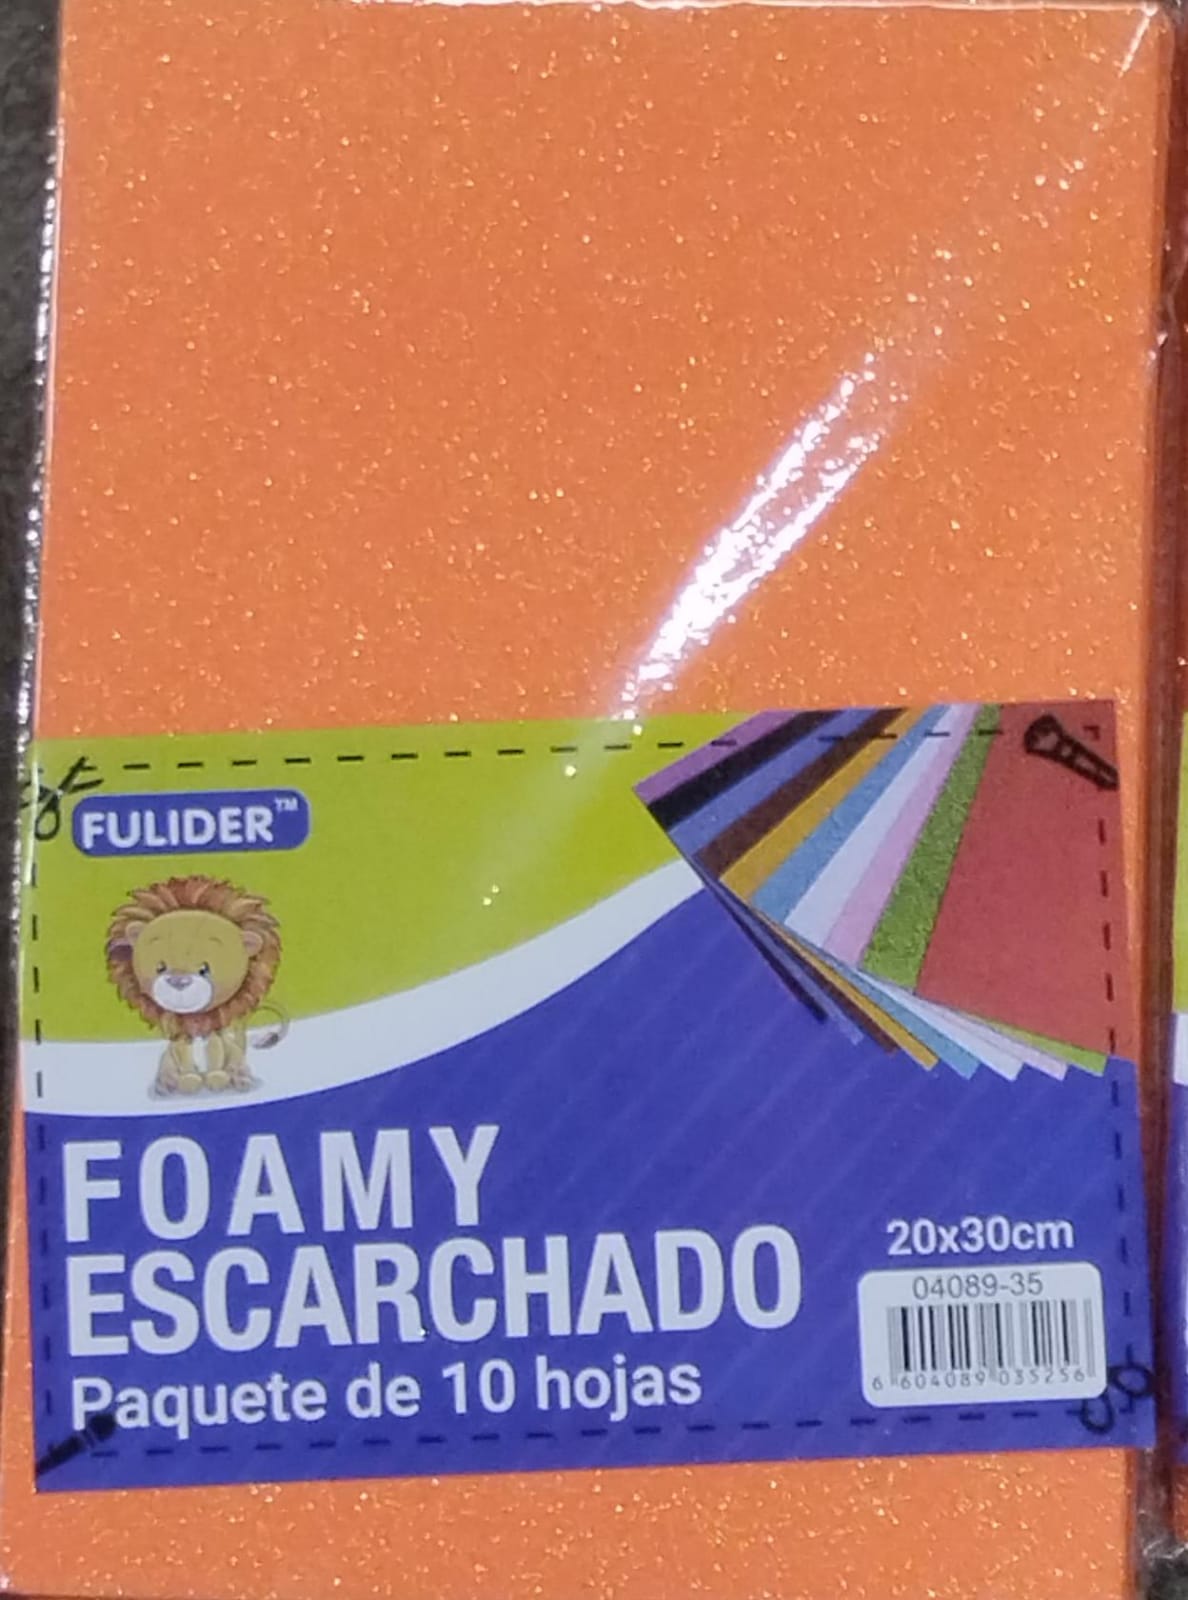 FULIDER™
FOAMY
ESCARCHADO
Paquete de 10 hojas
20x30cm
04089-35
6 604089 035256